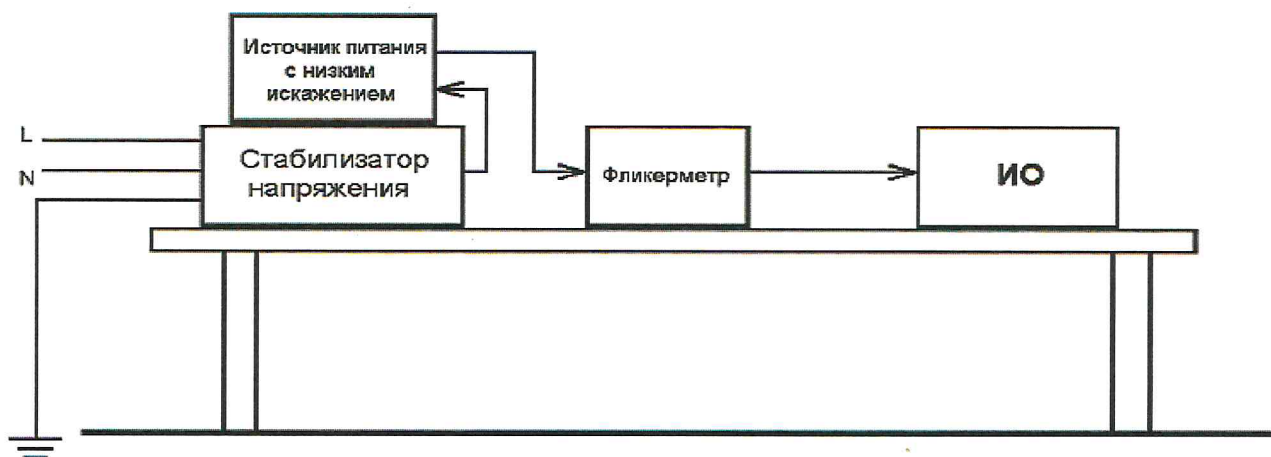 Источник питания
с низким
искажением
L
N
Стабилизатор
напряжения
Фликерметр
ИО